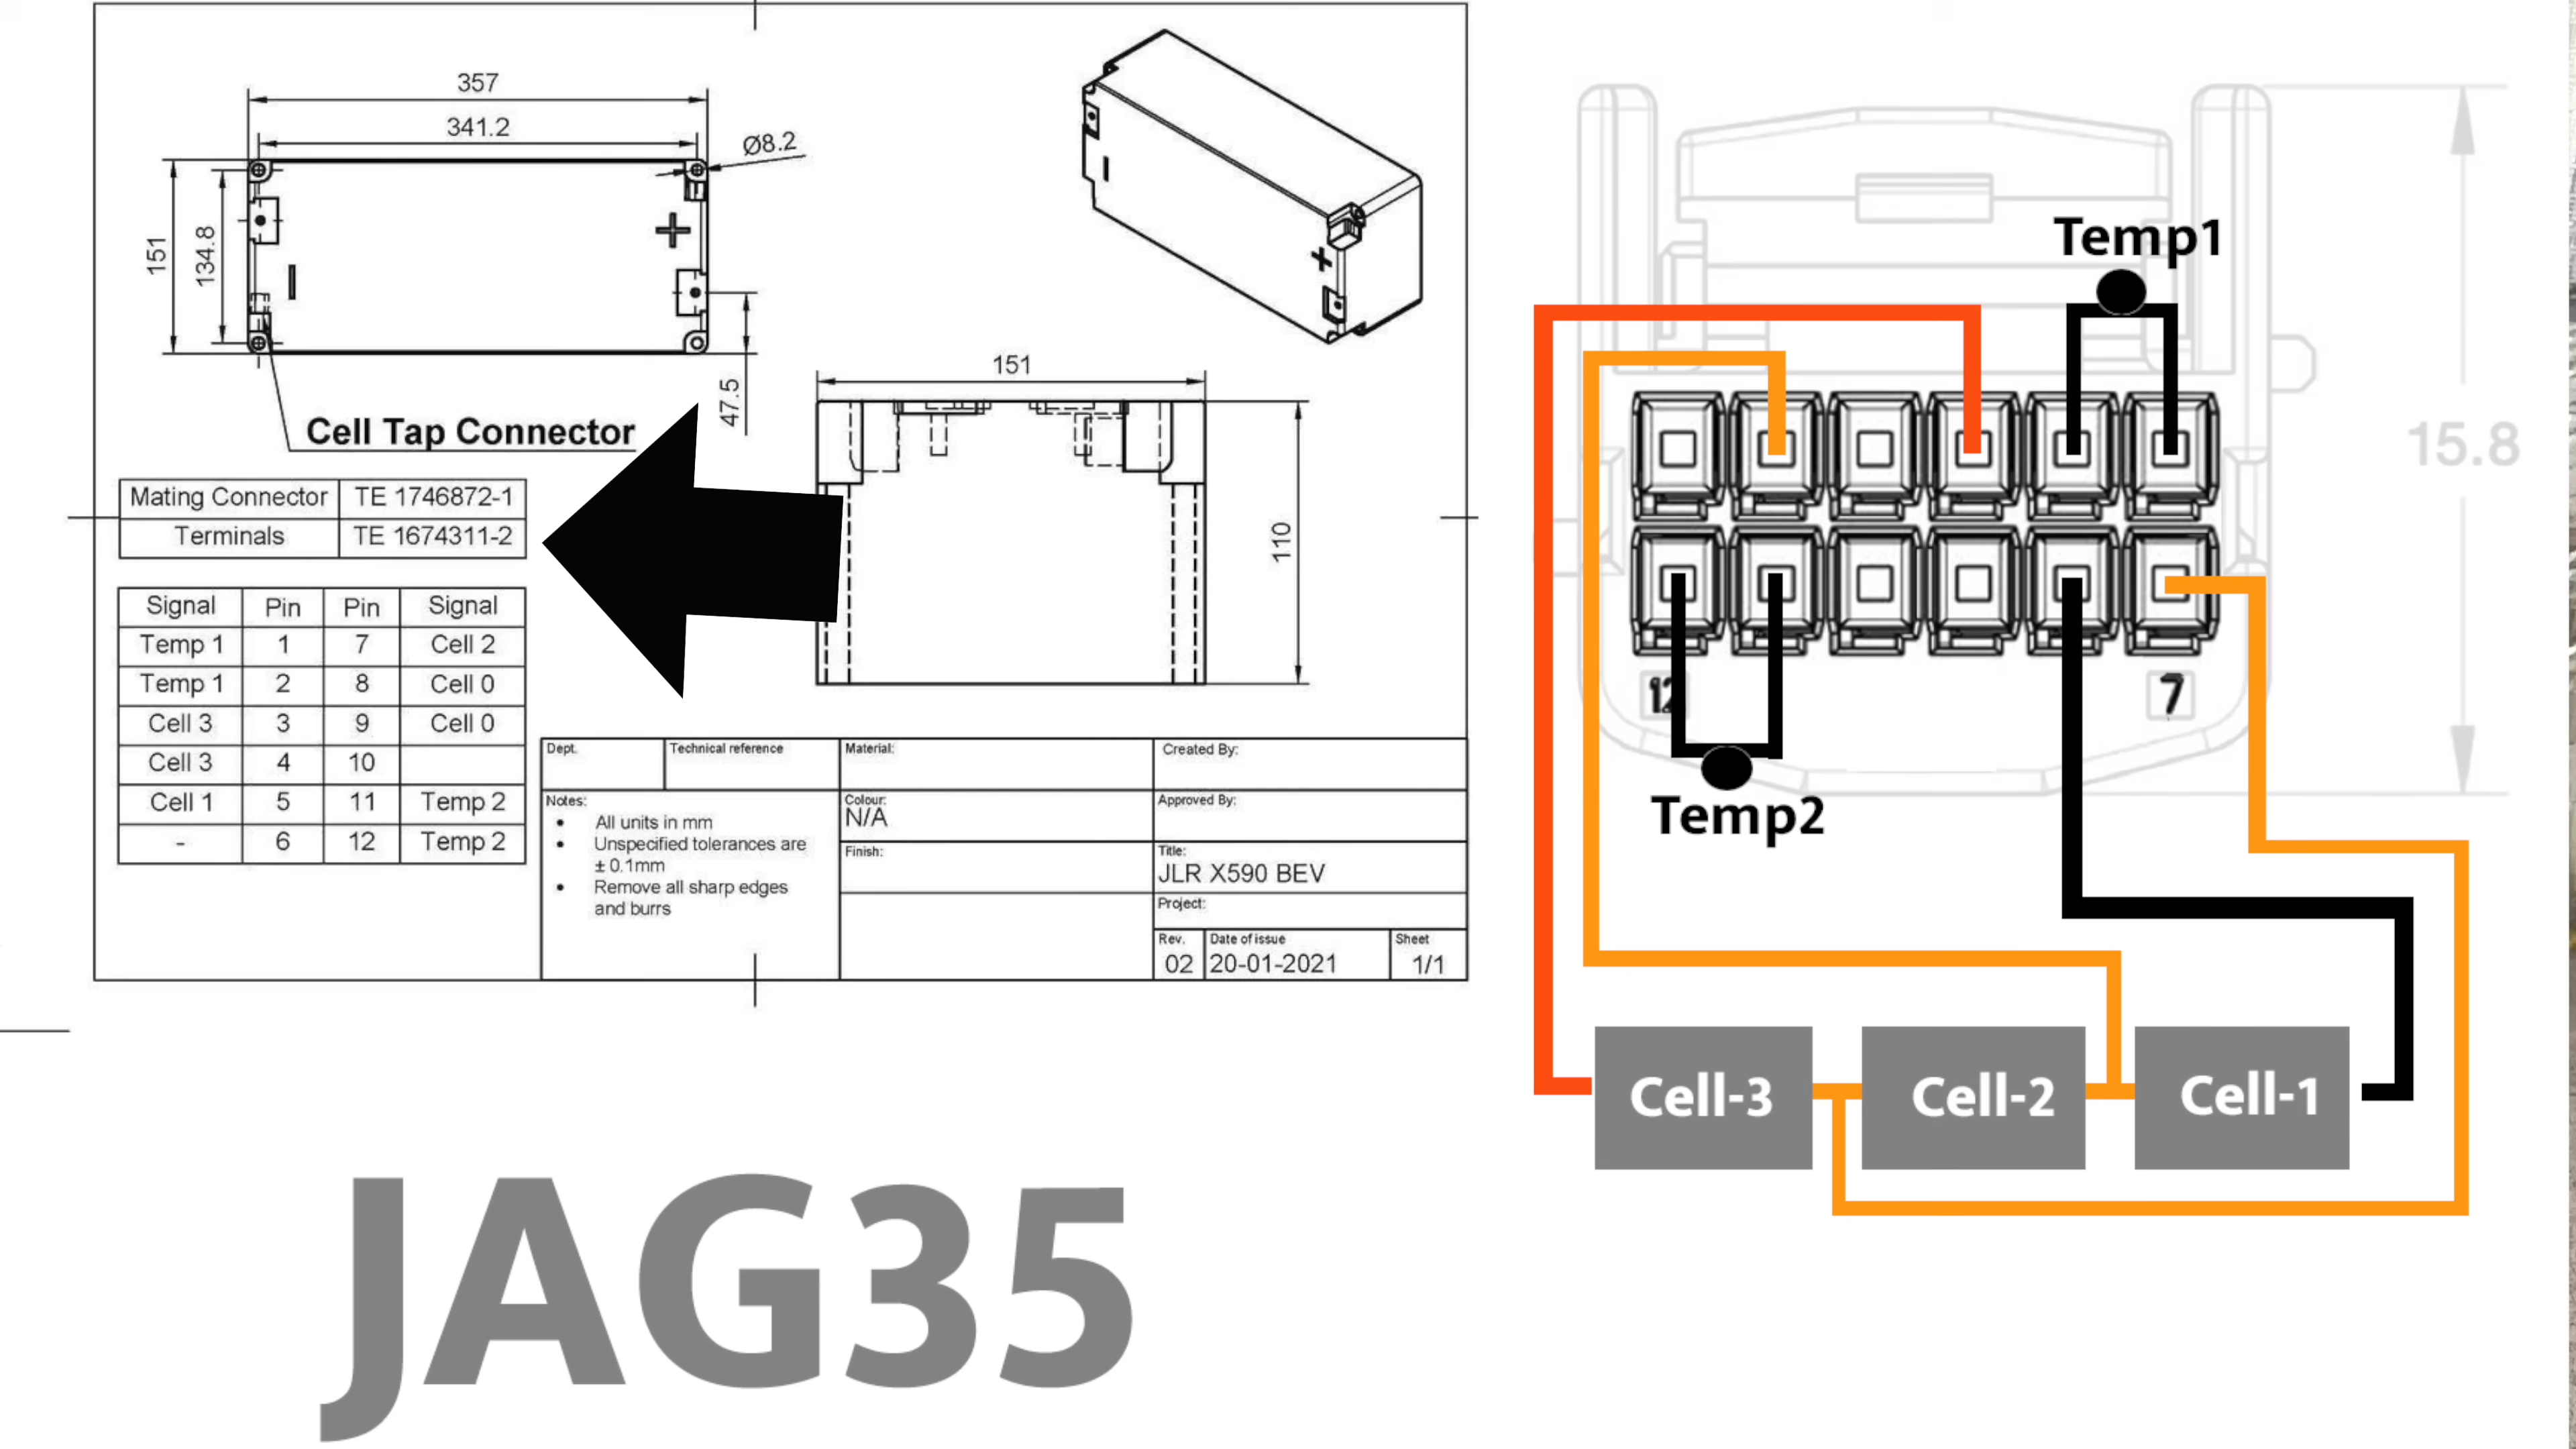 357
341.2
Ø8.2
151
134.8
+
−
47.5
Cell Tap Connector
−
+
151
110
Mating Connector TE 1746872-1
Terminals TE 1674311-2
Signal Pin Pin Signal
Temp 1 1 7 Cell 2
Temp 1 2 8 Cell 0
Cell 3 3 9 Cell 0
Cell 3 4 10
Cell 1 5 11 Temp 2
- 6 12 Temp 2
Dept. Technical reference Material: Created By:
Notes:
• All units in mm
• Unspecified tolerances are
± 0.1mm
• Remove all sharp edges
and burrs
Colour:
N/A
Approved By:
Finish:
Title:
JLR X590 BEV
Project:
Rev. Date of issue Sheet
02 20-01-2021 1/1
JAG35
Temp1
15.8
12 7
Temp2
Cell-3 Cell-2 Cell-1